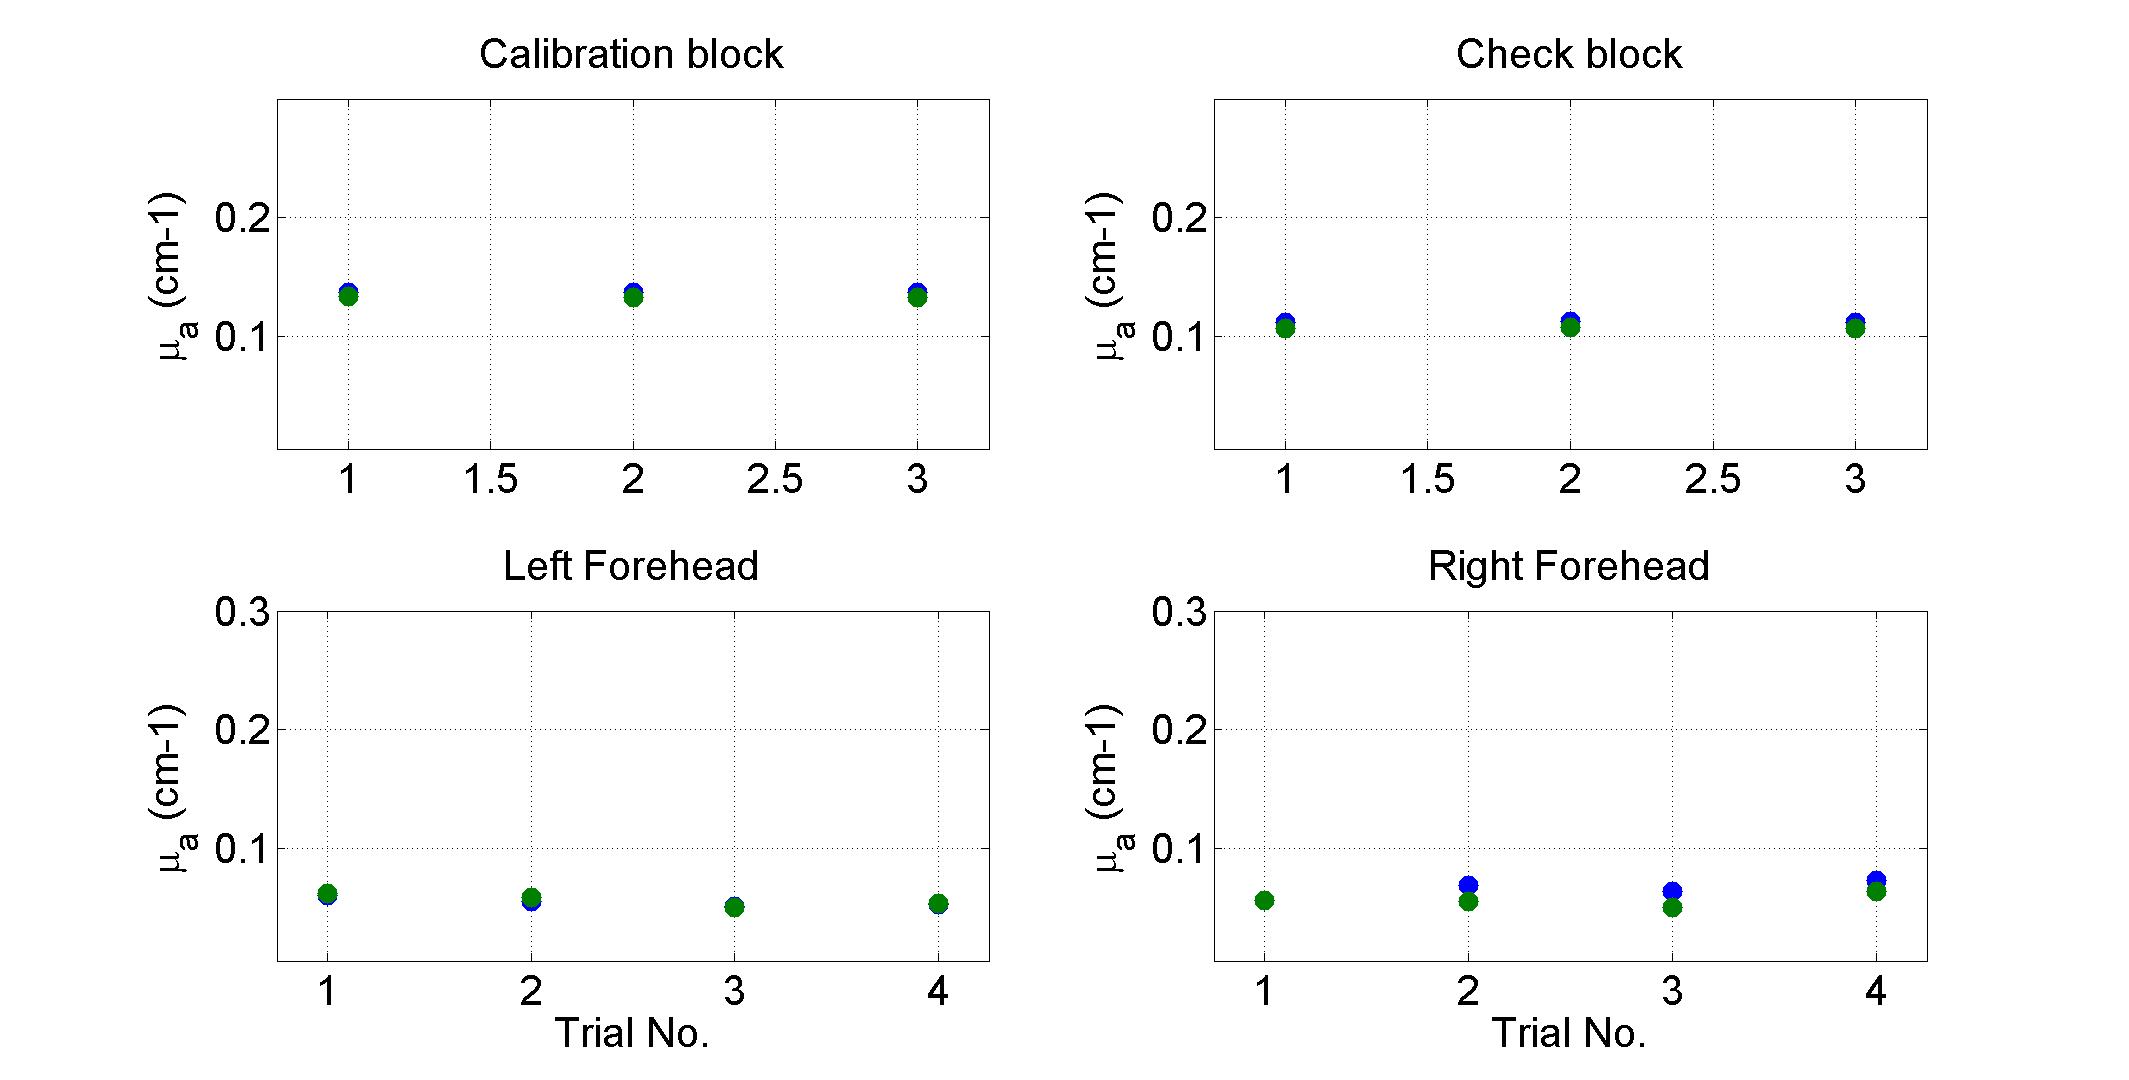 Calibration block
μa (cm-1)
0.2
0.1
1 1.5 2 2.5 3
Check block
μa (cm-1)
0.2
0.1
1 1.5 2 2.5 3
Left Forehead
μa (cm-1)
0.3
0.2
0.1
1 2 3 4
Trial No.
Right Forehead
μa (cm-1)
0.3
0.2
0.1
1 2 3 4
Trial No.